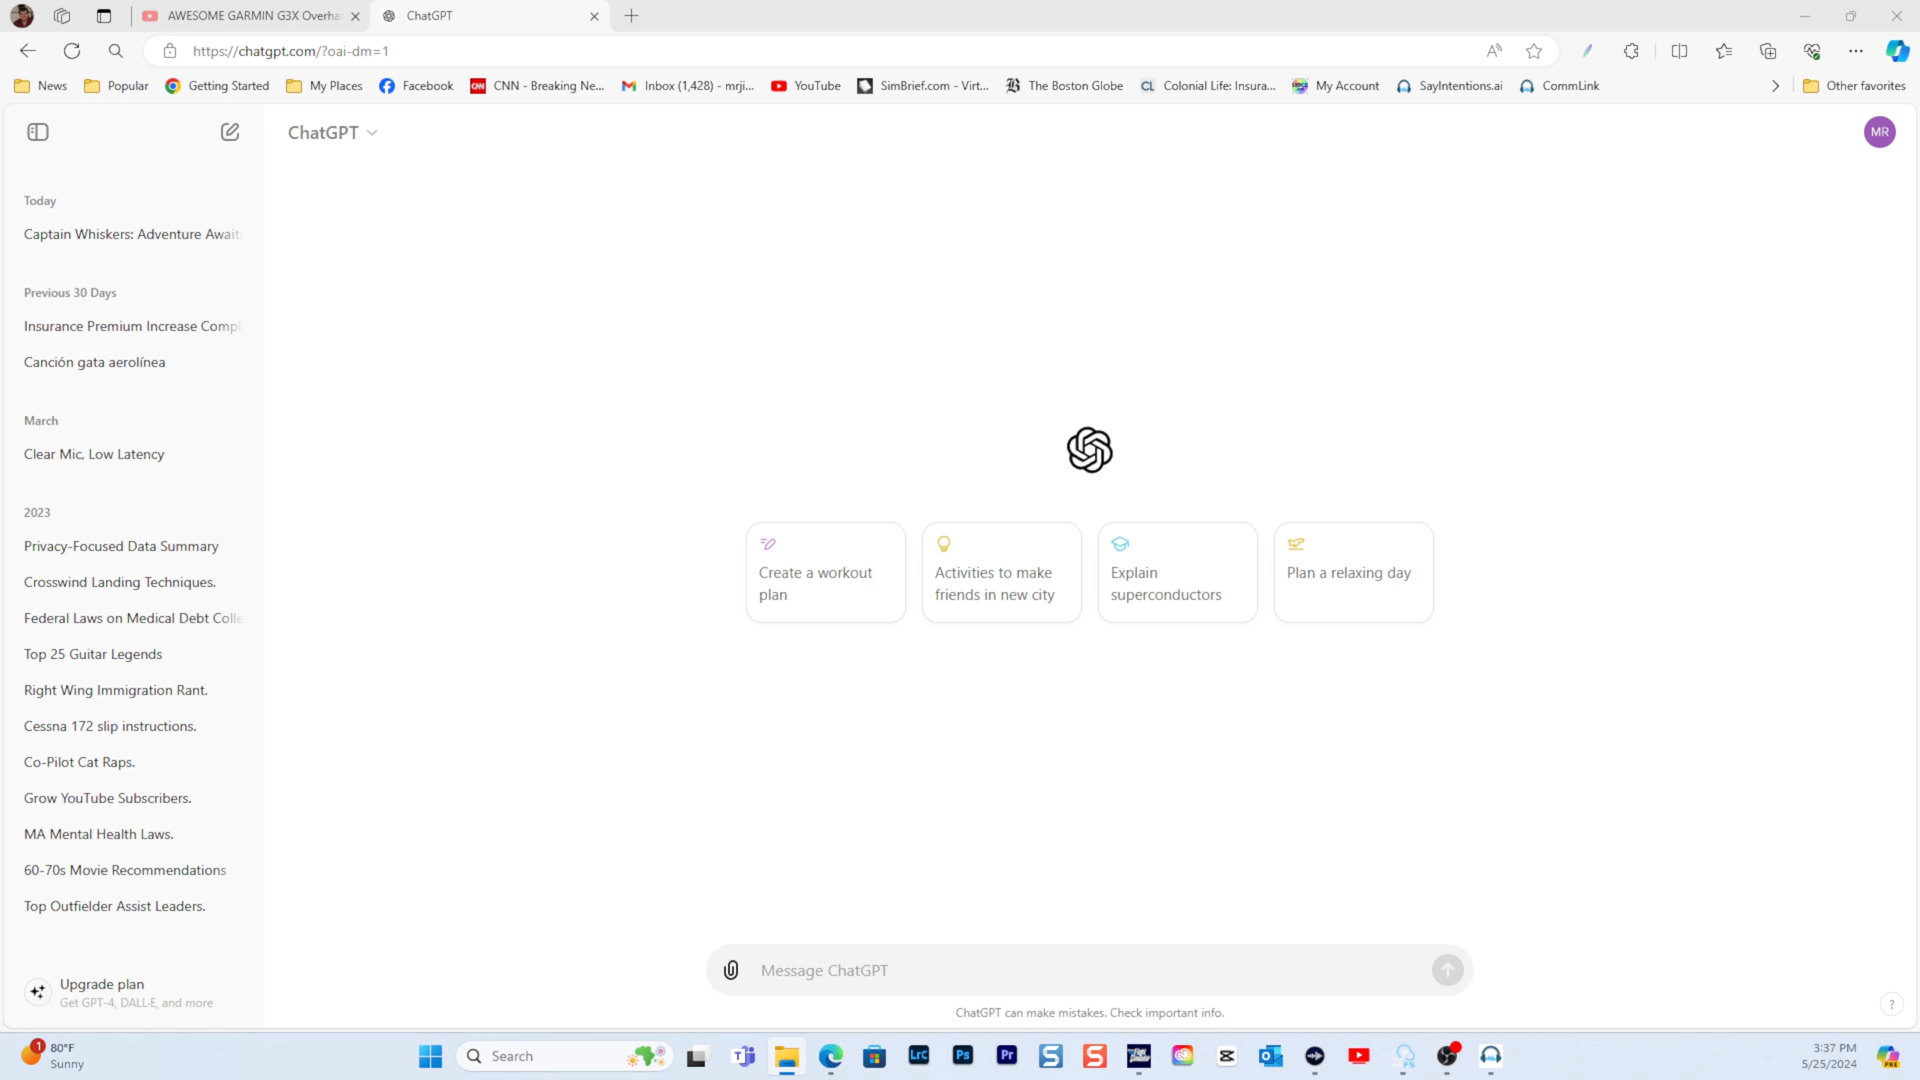 AWESOME GARMIN G3X Overha
ChatGPT
https://chatgpt.com/?oai-dm=1
News
Popular
Getting Started
My Places
Facebook
CNN - Breaking Ne...
Inbox (1,428) - mrji...
YouTube
SimBrief.com - Virt...
The Boston Globe
CL Colonial Life: Insura...
My Account
SayIntentions.ai
CommLink
Other favorites
ChatGPT
MR
Today
Captain Whiskers: Adventure Await
Previous 30 Days
Insurance Premium Increase Compl
Canción gata aerolínea
March
Clear Mic, Low Latency
2023
Privacy-Focused Data Summary
Crosswind Landing Techniques.
Federal Laws on Medical Debt Colle
Top 25 Guitar Legends
Right Wing Immigration Rant.
Cessna 172 slip instructions.
Co-Pilot Cat Raps.
Grow YouTube Subscribers.
MA Mental Health Laws.
60-70s Movie Recommendations
Top Outfielder Assist Leaders.
Upgrade plan
Get GPT-4, DALL·E, and more
Create a workout
plan
Activities to make
friends in new city
Explain
superconductors
Plan a relaxing day
Message ChatGPT
ChatGPT can make mistakes. Check important info.
?
1
80°F
Sunny
Search
LrC
Ps
Pr
3:37 PM
5/25/2024
PRE